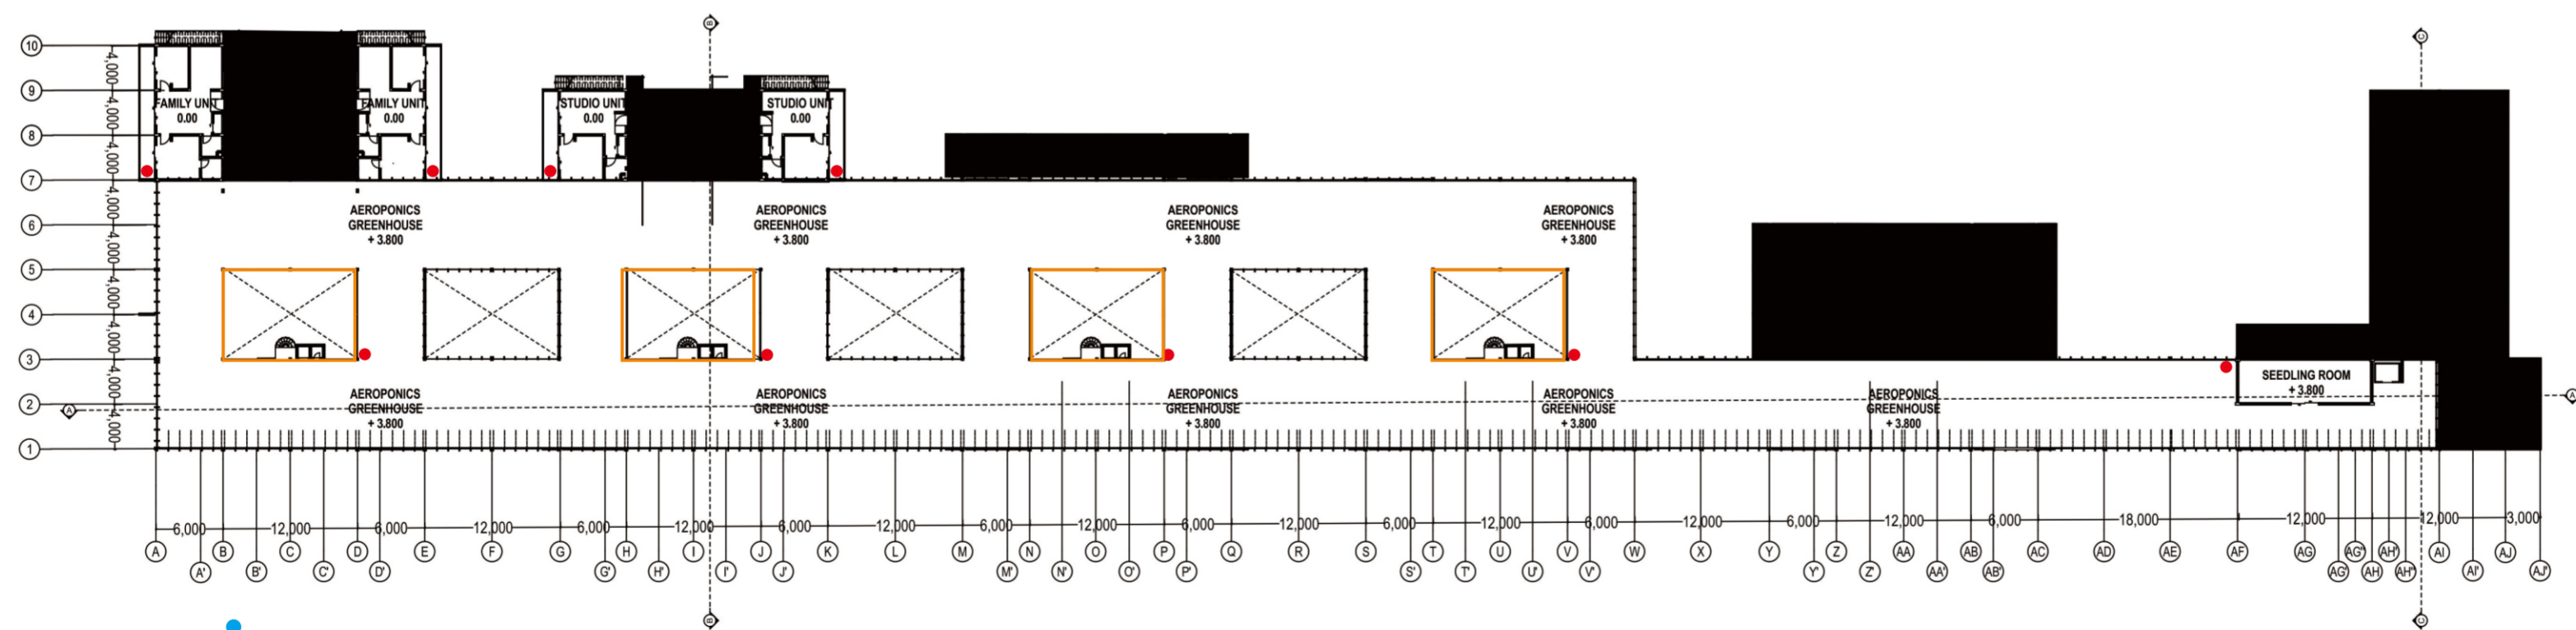 B
C
10
9
8
7
6
5
4
3
2
1
4,000
4,000
4,000
4,000
4,000
4,000
4,000
4,000
4,000
FAMILY UNIT
0.00
FAMILY UNIT
0.00
STUDIO UNIT
0.00
STUDIO UNIT
0.00
AEROPONICS
GREENHOUSE
+ 3.800
AEROPONICS
GREENHOUSE
+ 3.800
AEROPONICS
GREENHOUSE
+ 3.800
AEROPONICS
GREENHOUSE
+ 3.800
SEEDLING ROOM
+ 3.800
AEROPONICS
GREENHOUSE
+ 3.800
AEROPONICS
GREENHOUSE
+ 3.800
AEROPONICS
GREENHOUSE
+ 3.800
AEROPONICS
GREENHOUSE
+ 3.800
AEROPONICS
GREENHOUSE
+ 3.800
A
A
6,000 12,000 6,000 12,000 6,000 12,000 6,000 12,000 6,000 12,000 6,000 12,000 6,000 12,000 6,000 12,000 6,000 12,000 6,000 18,000 12,000 12,000 3,000
A B C D E F G H I J K L M N O P Q R S T U V W X Y Z AA AB AC AD AE AF AG AG" AH' AI AJ
A' B' C' D' G' H' I' J' M' N' O' P' S' T' U' V' Y' Z' AA' AB' AG' AH AH" AI' AJ'
B
C